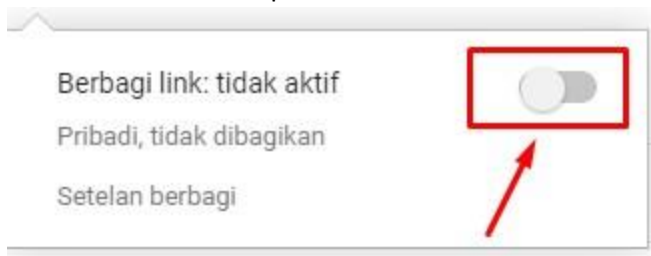 Berbagi link: tidak aktif
Pribadi, tidak dibagikan
Setelan berbagi